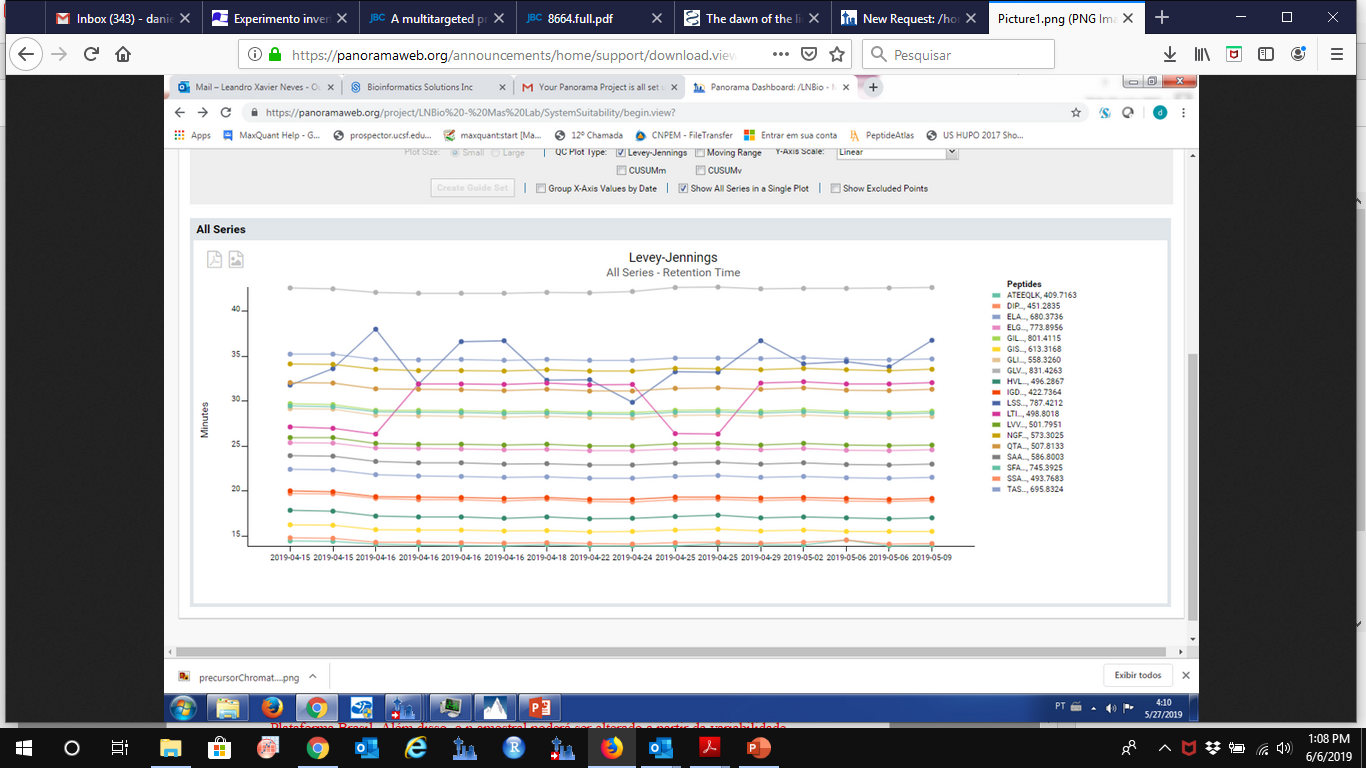 Inbox (343) - danie
Experimento inver
JBC A multitargeted pr
JBC 8664.full.pdf
The dawn of the li
New Request: /hor
Picture1.png (PNG Ima
https://panoramaweb.org/announcements/home/support/download.view
Pesquisar
Mail – Leandro Xavier Neves - O
Bioinformatics Solutions Inc
M Your Panorama Project is all set u
Panorama Dashboard: /LNBio - M
https://panoramaweb.org/project/LNBio%20-%20Mas%20Lab/SystemSuitability/begin.view?
Apps
MaxQuant Help - G...
prospector.ucsf.edu...
maxquant:start [Ma...
12º Chamada
CNPEM - FileTransfer
Entrar em sua conta
PeptideAtlas
US HUPO 2017 Sho...
Plot Size: Small Large
QC Plot Type: Levey-Jennings Moving Range
Y-Axis Scale: Linear
CUSUMm CUSUMv
Create Guide Set
Group X-Axis Values by Date
Show All Series in a Single Plot
Show Excluded Points
All Series
Levey-Jennings
All Series - Retention Time
Minutes
40
35
30
25
20
15
2019-04-15 2019-04-15 2019-04-16 2019-04-16 2019-04-16 2019-04-16 2019-04-18 2019-04-22 2019-04-24 2019-04-25 2019-04-25 2019-04-29 2019-05-02 2019-05-06 2019-05-06 2019-05-09
Peptides
ATEEQLK, 409.7163
DIP..., 451.2835
ELA..., 680.3736
ELG..., 773.8956
GIL..., 801.4115
GIS..., 613.3168
GLI..., 558.3260
GLV..., 831.4263
HVL..., 496.2867
IGD..., 422.7364
LSS..., 787.4212
LTI..., 498.8018
LVV..., 501.7951
NGF..., 573.3025
QTA..., 507.8133
SAA..., 586.8003
SFA..., 745.3925
SSA..., 493.7683
TAS..., 695.8324
precursorChromat....png
Exibir todos
PT
4:10
5/27/2019
1:08 PM
6/6/2019